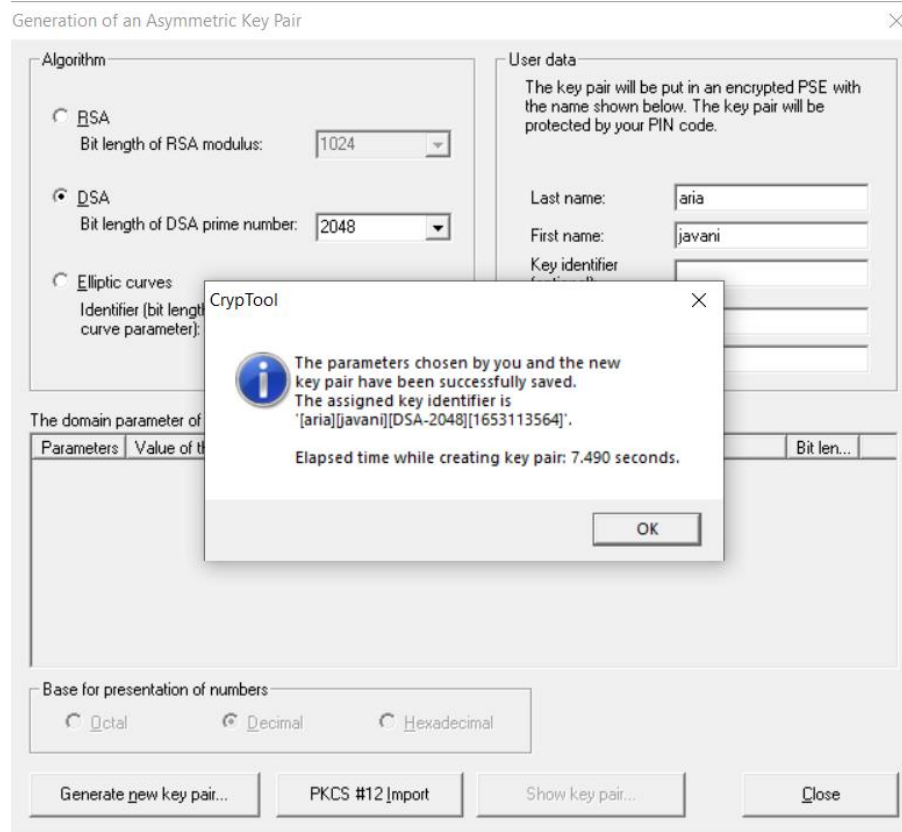 Generation of an Asymmetric Key Pair
Algorithm
RSA
Bit length of RSA modulus:
1024
DSA
Bit length of DSA prime number:
2048
Elliptic curves
Identifier (bit length
curve parameter):
User data
The key pair will be put in an encrypted PSE with
the name shown below. The key pair will be
protected by your PIN code.
Last name:
aria
First name:
javani
Key identifier
CrypTool
The parameters chosen by you and the new
key pair have been successfully saved.
The assigned key identifier is
'[aria][javani][DSA-2048][1653113564]'.
Elapsed time while creating key pair: 7.490 seconds.
OK
The domain parameter of
Parameters Value of th Bit len...
Base for presentation of numbers
Octal Decimal Hexadecimal
Generate new key pair... PKCS #12 Import Show key pair... Close